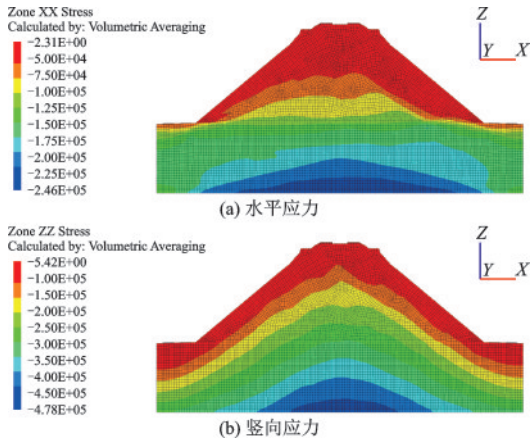 Zone XX Stress
Calculated by: Volumetric Averaging
−2.31E+00
−5.00E+04
−5.00E+04
−1.00E+05
−1.25E+05
−1.50E+05
−1.75E+05
−2.00E+05
−2.25E+05
−2.46E+05
Z
Y X
(a) 水平应力
Zone ZZ Stress
Calculated by: Volumetric Averaging
−5.42E+00
−1.00E+05
−1.50E+05
−2.00E+05
−2.50E+05
−3.00E+05
−3.50E+05
−4.00E+05
−4.50E+05
−4.78E+05
Z
Y X
(b) 竖向应力